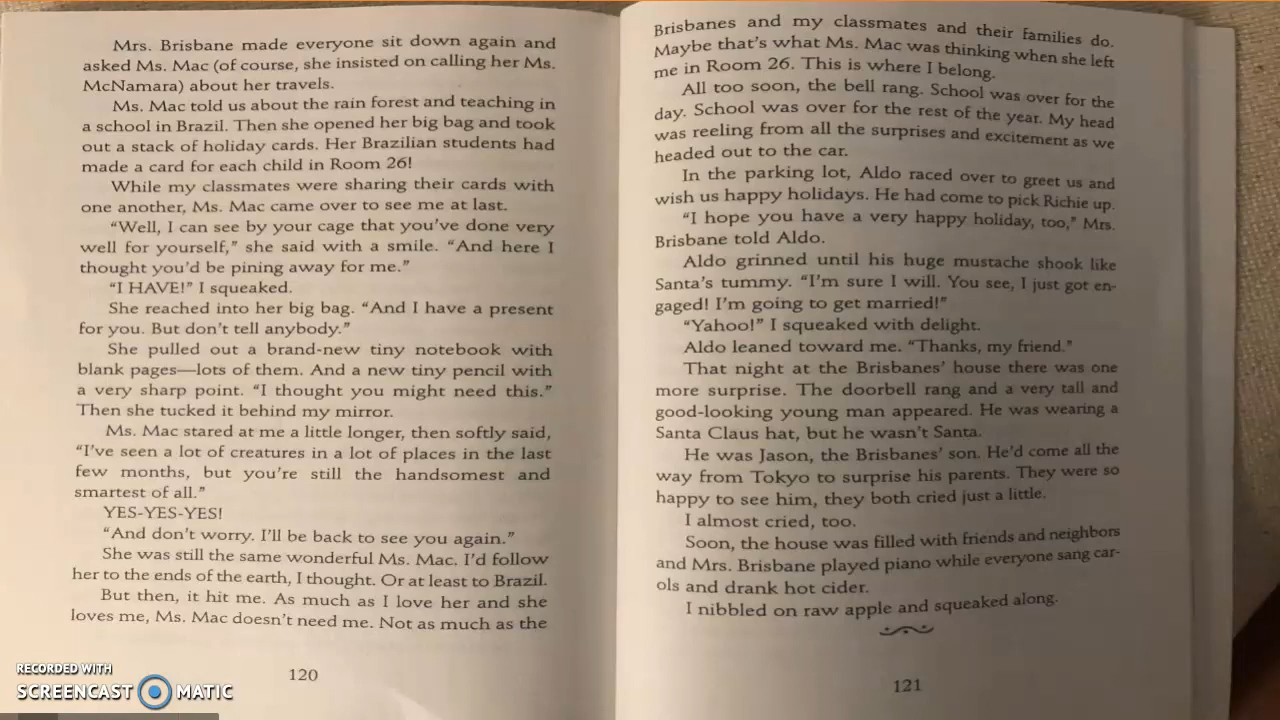 Mrs. Brisbane made everyone sit down again and
asked Ms. Mac (of course, she insisted on calling her Ms.
McNamara) about her travels.
Ms. Mac told us about the rain forest and teaching in
a school in Brazil. Then she opened her big bag and took
out a stack of holiday cards. Her Brazilian students had
made a card for each child in Room 26!
While my classmates were sharing their cards with
one another, Ms. Mac came over to see me at last.
“Well, I can see by your cage that you’ve done very
well for yourself,” she said with a smile. “And here I
thought you’d be pining away for me.”
“I HAVE!” I squeaked.
She reached into her big bag. “And I have a present
for you. But don’t tell anybody.”
She pulled out a brand-new tiny notebook with
blank pages—lots of them. And a new tiny pencil with
a very sharp point. “I thought you might need this.”
Then she tucked it behind my mirror.
Ms. Mac stared at me a little longer, then softly said,
“I’ve seen a lot of creatures in a lot of places in the last
few months, but you’re still the handsomest and
smartest of all.”
YES-YES-YES!
“And don’t worry. I’ll be back to see you again.”
She was still the same wonderful Ms. Mac. I’d follow
her to the ends of the earth, I thought. Or at least to Brazil.
But then, it hit me. As much as I love her and she
loves me, Ms. Mac doesn’t need me. Not as much as the
120
Brisbanes and my classmates and their families do.
Maybe that’s what Ms. Mac was thinking when she left
me in Room 26. This is where I belong.
All too soon, the bell rang. School was over for the
day. School was over for the rest of the year. My head
was reeling from all the surprises and excitement as we
headed out to the car.
In the parking lot, Aldo raced over to greet us and
wish us happy holidays. He had come to pick Richie up.
“I hope you have a very happy holiday, too,” Mrs.
Brisbane told Aldo.
Aldo grinned until his huge mustache shook like
Santa’s tummy. “I’m sure I will. You see, I just got en-
gaged! I’m going to get married!”
“Yahoo!” I squeaked with delight.
Aldo leaned toward me. “Thanks, my friend.”
That night at the Brisbanes’ house there was one
more surprise. The doorbell rang and a very tall and
good-looking young man appeared. He was wearing a
Santa Claus hat, but he wasn’t Santa.
He was Jason, the Brisbanes’ son. He’d come all the
way from Tokyo to surprise his parents. They were so
happy to see him, they both cried just a little.
I almost cried, too.
Soon, the house was filled with friends and neighbors
and Mrs. Brisbane played piano while everyone sang car-
ols and drank hot cider.
I nibbled on raw apple and squeaked along.
121
RECORDED WITH
SCREENCAST MATIC